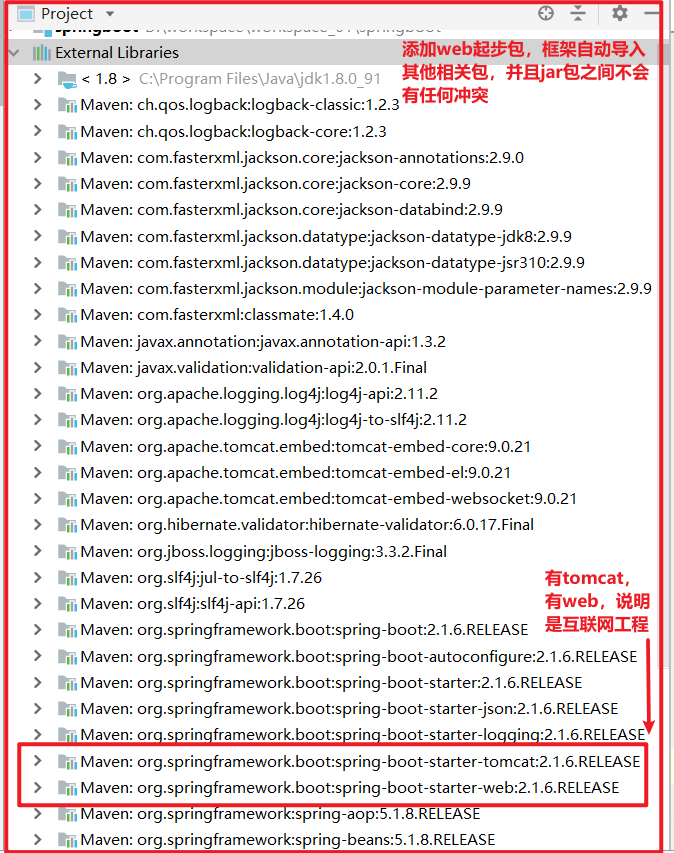 Project
springboot D:\workspace\workspace_01\springboot
External Libraries
添加web起步包，框架自动导入
其他相关包，并且jar包之间不会
有任何冲突
< 1.8 > C:\Program Files\Java\jdk1.8.0_91
Maven: ch.qos.logback:logback-classic:1.2.3
Maven: ch.qos.logback:logback-core:1.2.3
Maven: com.fasterxml.jackson.core:jackson-annotations:2.9.0
Maven: com.fasterxml.jackson.core:jackson-core:2.9.9
Maven: com.fasterxml.jackson.core:jackson-databind:2.9.9
Maven: com.fasterxml.jackson.datatype:jackson-datatype-jdk8:2.9.9
Maven: com.fasterxml.jackson.datatype:jackson-datatype-jsr310:2.9.9
Maven: com.fasterxml.jackson.module:jackson-module-parameter-names:2.9.9
Maven: com.fasterxml:classmate:1.4.0
Maven: javax.annotation:javax.annotation-api:1.3.2
Maven: javax.validation:validation-api:2.0.1.Final
Maven: org.apache.logging.log4j:log4j-api:2.11.2
Maven: org.apache.logging.log4j:log4j-to-slf4j:2.11.2
Maven: org.apache.tomcat.embed:tomcat-embed-core:9.0.21
Maven: org.apache.tomcat.embed:tomcat-embed-el:9.0.21
Maven: org.apache.tomcat.embed:tomcat-embed-websocket:9.0.21
Maven: org.hibernate.validator:hibernate-validator:6.0.17.Final
Maven: org.jboss.logging:jboss-logging:3.3.2.Final
Maven: org.slf4j:jul-to-slf4j:1.7.26
Maven: org.slf4j:slf4j-api:1.7.26
有tomcat，
有web，说明
是互联网工程
Maven: org.springframework.boot:spring-boot:2.1.6.RELEASE
Maven: org.springframework.boot:spring-boot-autoconfigure:2.1.6.RELEASE
Maven: org.springframework.boot:spring-boot-starter:2.1.6.RELEASE
Maven: org.springframework.boot:spring-boot-starter-json:2.1.6.RELEASE
Maven: org.springframework.boot:spring-boot-starter-logging:2.1.6.RELEASE
Maven: org.springframework.boot:spring-boot-starter-tomcat:2.1.6.RELEASE
Maven: org.springframework.boot:spring-boot-starter-web:2.1.6.RELEASE
Maven: org.springframework:spring-aop:5.1.8.RELEASE
Maven: org.springframework:spring-beans:5.1.8.RELEASE